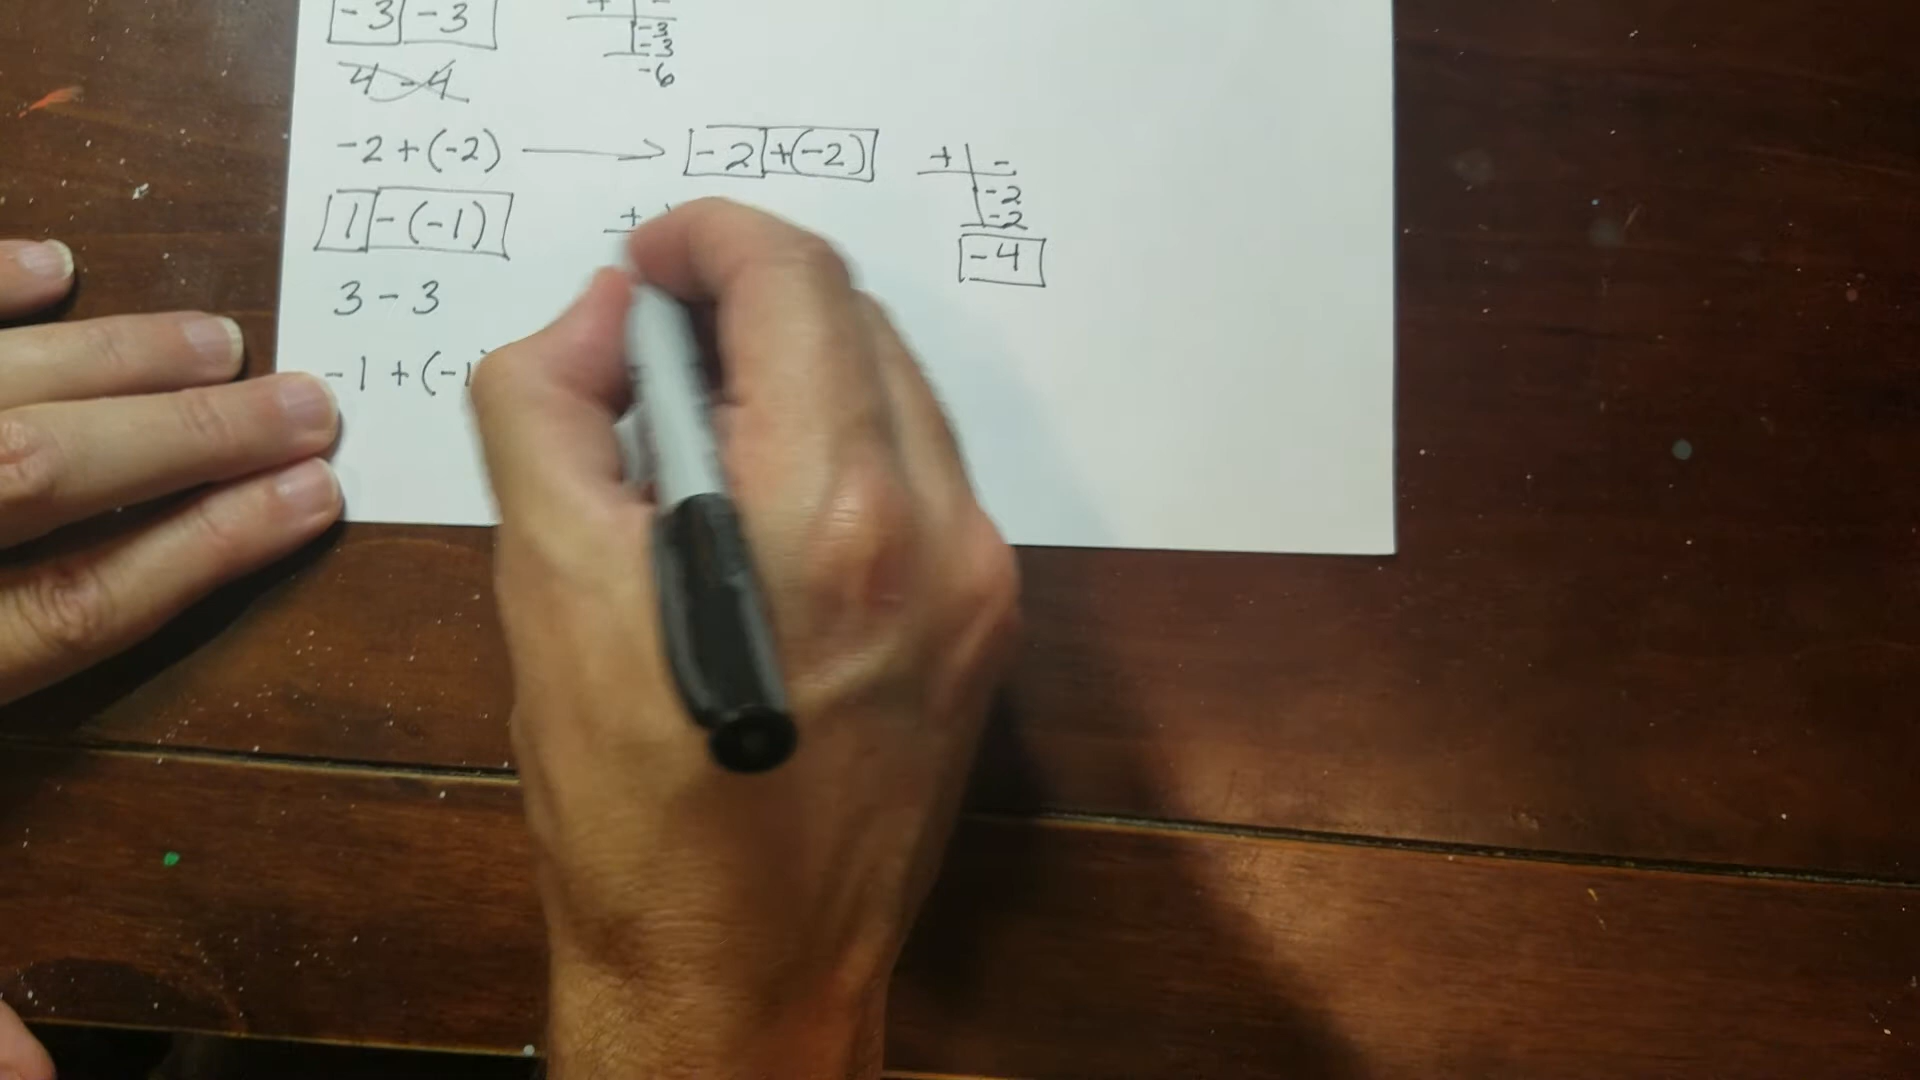 -3 -3
+ -
-3
-3
-6
4 - 4
-2 + (-2) → -2 +(-2)
+ -
-2
-2
-4
1 - (-1)
+
3 - 3
-1 + (-1